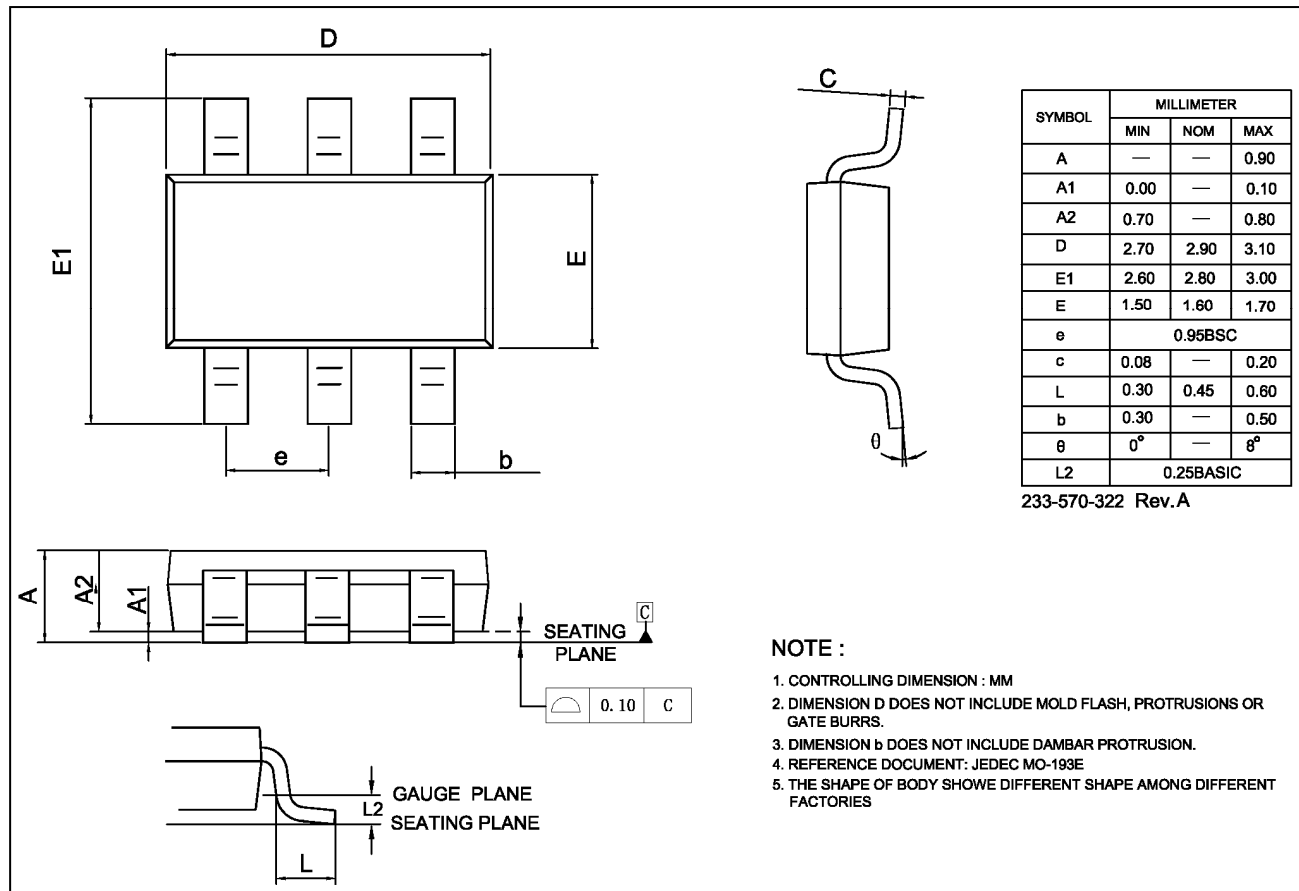 D
E1
E
e
b
C
θ
SYMBOL MILLIMETER
MIN NOM MAX
A — — 0.90
A1 0.00 — 0.10
A2 0.70 — 0.80
D 2.70 2.90 3.10
E1 2.60 2.80 3.00
E 1.50 1.60 1.70
e 0.95BSC
c 0.08 — 0.20
L 0.30 0.45 0.60
b 0.30 — 0.50
θ 0° — 8°
L2 0.25BASIC
233-570-322 Rev.A
A
A2
A1
SEATING
PLANE
C
0.10 C
GAUGE PLANE
L2
SEATING PLANE
L
NOTE :
1. CONTROLLING DIMENSION : MM
2. DIMENSION D DOES NOT INCLUDE MOLD FLASH, PROTRUSIONS OR
GATE BURRS.
3. DIMENSION b DOES NOT INCLUDE DAMBAR PROTRUSION.
4. REFERENCE DOCUMENT: JEDEC MO-193E
5. THE SHAPE OF BODY SHOWE DIFFERENT SHAPE AMONG DIFFERENT
FACTORIES